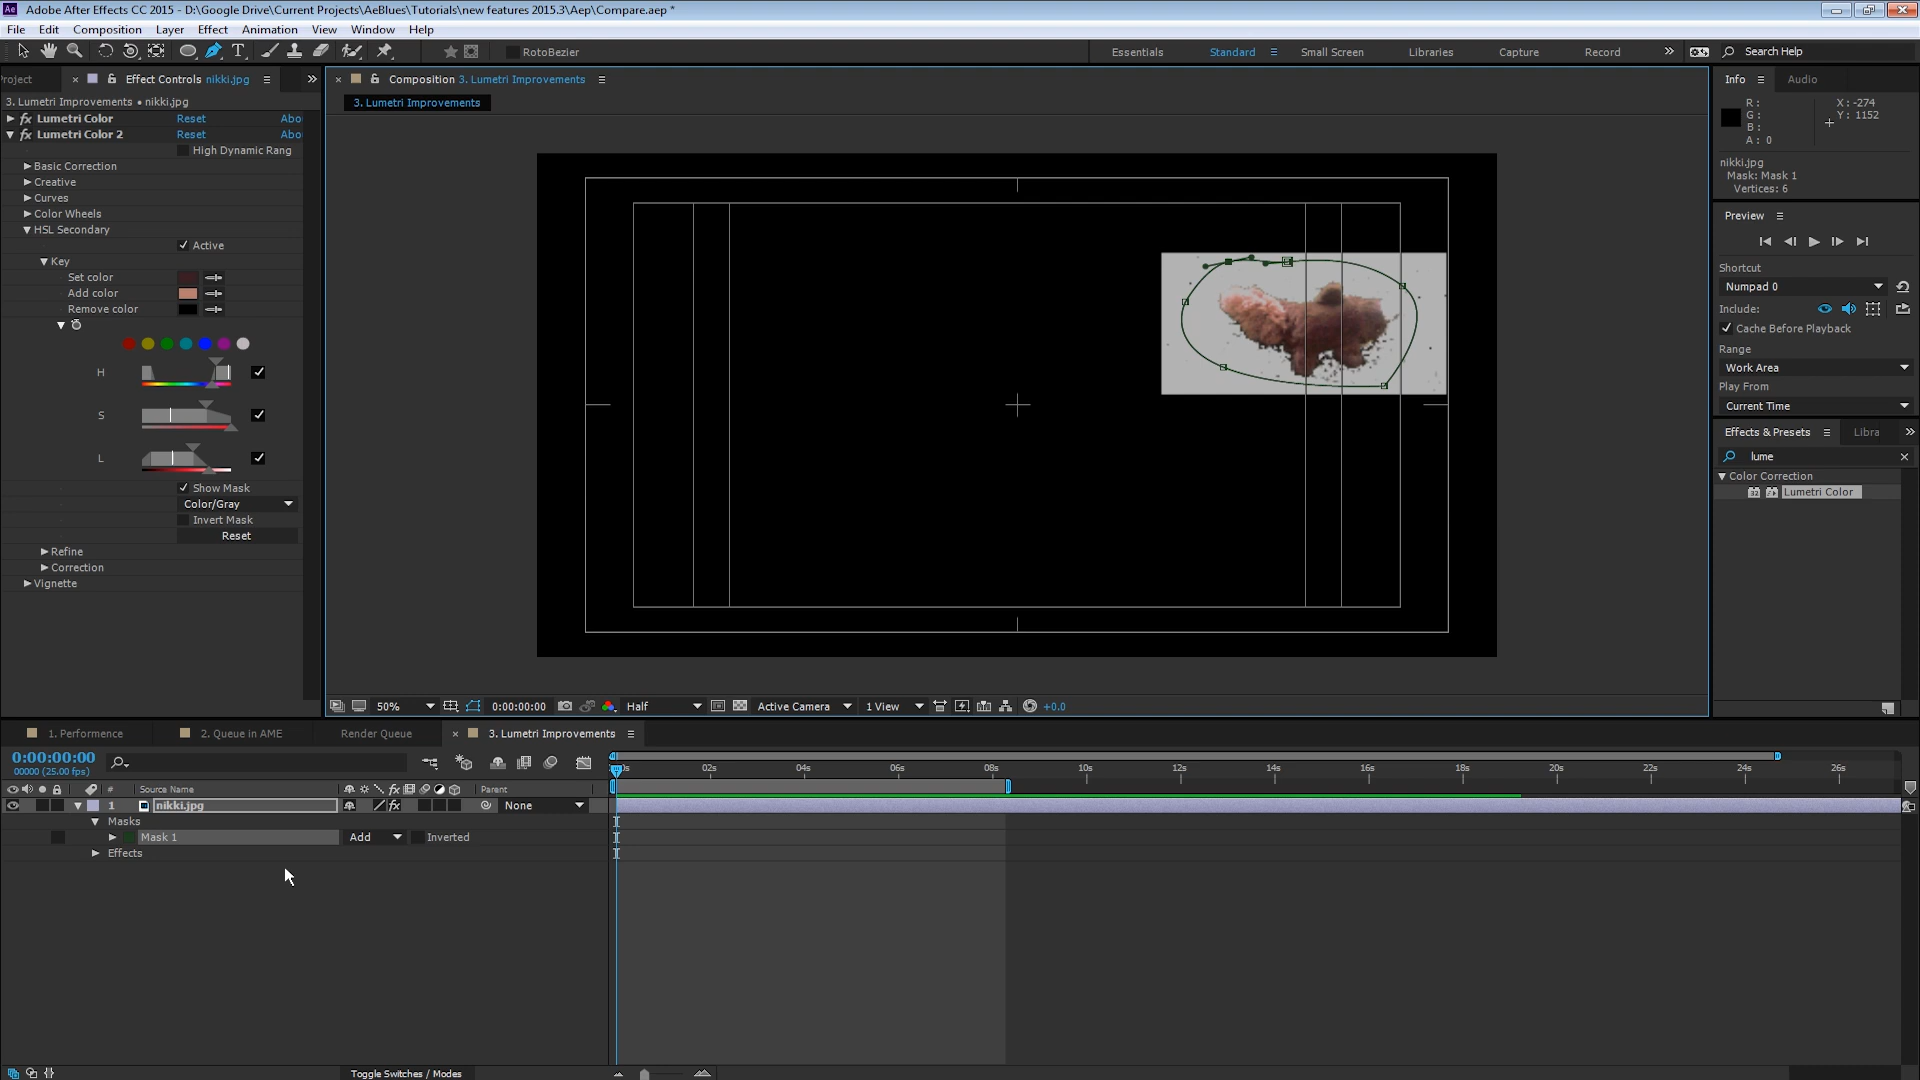 Ae Adobe After Effects CC 2015 - D:\Google Drive\Current Projects\AeBlues\Tutorials\new features 2015.3\Aep\Compare.aep *
File Edit Composition Layer Effect Animation View Window Help
T RotoBezier Essentials Standard Small Screen Libraries Capture Record » Search Help
roject × Effect Controls nikki.jpg »
3. Lumetri Improvements • nikki.jpg
fx Lumetri Color Reset Abo
fx Lumetri Color 2 Reset Abo
High Dynamic Rang
Basic Correction
Creative
Curves
Color Wheels
HSL Secondary
Active
Key
Set color
Add color
Remove color
H
S
L
Show Mask
Color/Gray
Invert Mask
Reset
Refine
Correction
Vignette
× Composition 3. Lumetri Improvements
3. Lumetri Improvements
50% 0:00:00:00 Half Active Camera 1 View +0.0
Info Audio
R: X: -274
G: Y: 1152
B:
A: 0
nikki.jpg
Mask: Mask 1
Vertices: 6
Preview
Shortcut
Numpad 0
Include:
Cache Before Playback
Range
Work Area
Play From
Current Time
Effects & Presets Libra »
lume ×
Color Correction
32 Lumetri Color
1. Performence 2. Queue in AME Render Queue × 3. Lumetri Improvements
0:00:00:00
00000 (25.00 fps)
# Source Name fx Parent
1 nikki.jpg fx None
Masks
Mask 1 Add Inverted
Effects
0s 02s 04s 06s 08s 10s 12s 14s 16s 18s 20s 22s 24s 26s
Toggle Switches / Modes